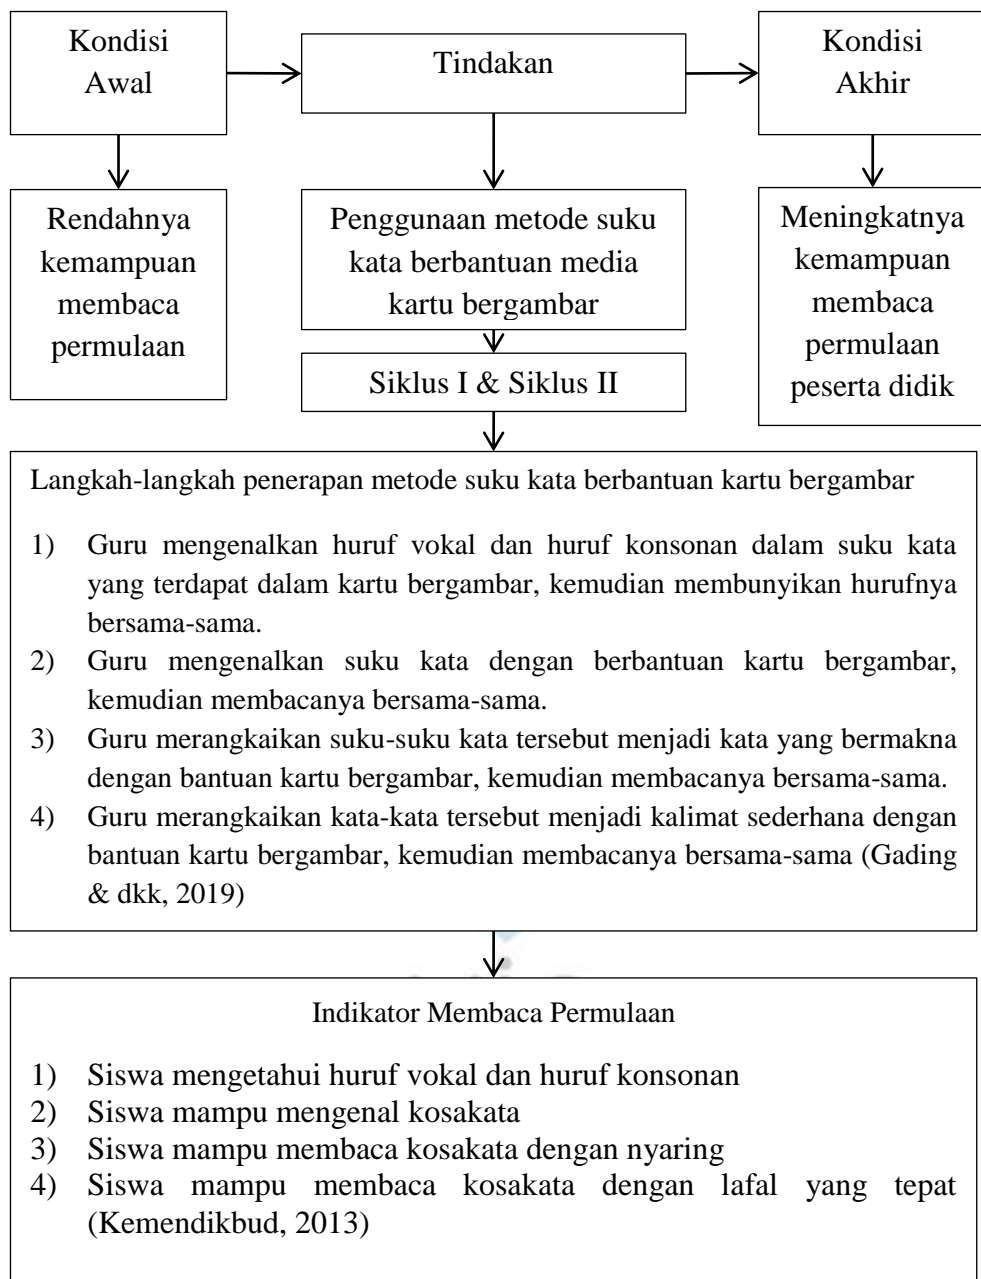 Kondisi
Awal
Tindakan
Kondisi
Akhir
Rendahnya
kemampuan
membaca
permulaan
Penggunaan metode suku
kata berbantuan media
kartu bergambar
Meningkatnya
kemampuan
membaca
permulaan
peserta didik
Siklus I & Siklus II
Langkah-langkah penerapan metode suku kata berbantuan kartu bergambar
1) Guru mengenalkan huruf vokal dan huruf konsonan dalam suku kata
yang terdapat dalam kartu bergambar, kemudian membunyikan hurufnya
bersama-sama.
2) Guru mengenalkan suku kata dengan berbantuan kartu bergambar,
kemudian membacanya bersama-sama.
3) Guru merangkaikan suku-suku kata tersebut menjadi kata yang bermakna
dengan bantuan kartu bergambar, kemudian membacanya bersama-sama.
4) Guru merangkaikan kata-kata tersebut menjadi kalimat sederhana dengan
bantuan kartu bergambar, kemudian membacanya bersama-sama (Gading
& dkk, 2019)
Indikator Membaca Permulaan
1) Siswa mengetahui huruf vokal dan huruf konsonan
2) Siswa mampu mengenal kosakata
3) Siswa mampu membaca kosakata dengan nyaring
4) Siswa mampu membaca kosakata dengan lafal yang tepat
(Kemendikbud, 2013)